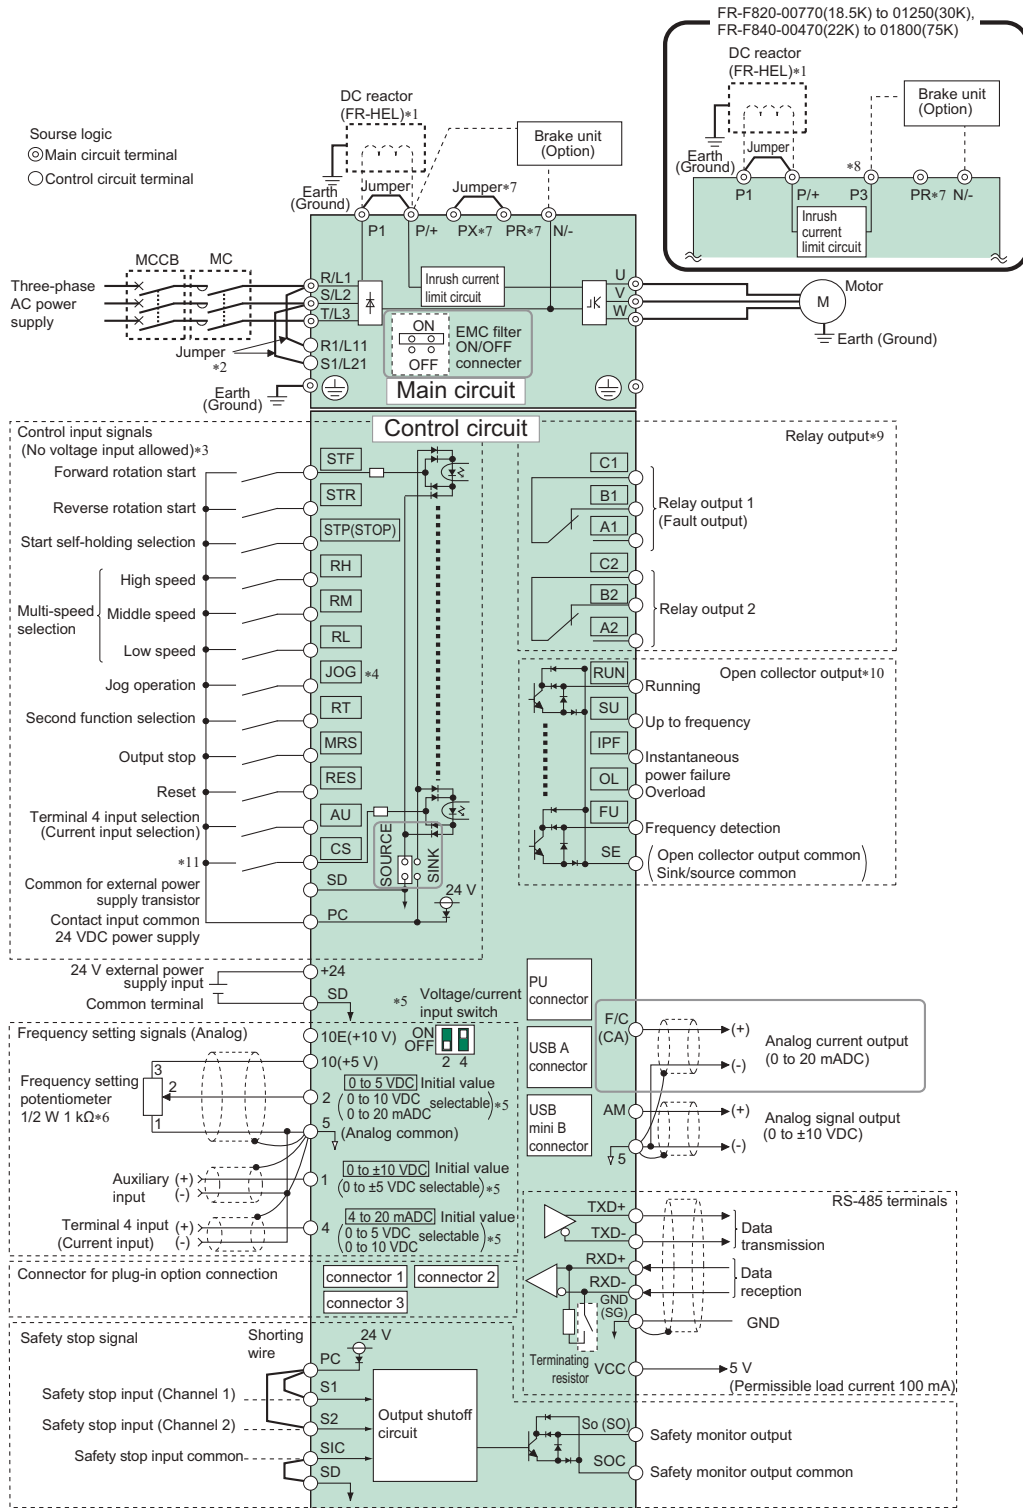 FR-F820-00770(18.5K) to 01250(30K),
FR-F840-00470(22K) to 01800(75K)
DC reactor
(FR-HEL)*1
Brake unit
(Option)
Earth
(Ground)
Jumper
*8
P1
P/+
P3
PR*7
N/-
Inrush
current
limit circuit
Sourse logic
Main circuit terminal
Control circuit terminal
DC reactor
(FR-HEL)*1
Brake unit
(Option)
Earth
(Ground)
Jumper
Jumper*7
P1
P/+
PX*7
PR*7
N/-
MCCB
MC
Three-phase
AC power
supply
R/L1
S/L2
T/L3
R1/L11
S1/L21
Jumper
*2
Earth
(Ground)
Inrush current
limit circuit
ON
OFF
EMC filter
ON/OFF
connecter
Main circuit
U
V
W
M
Motor
Earth (Ground)
Control circuit
Control input signals
(No voltage input allowed)*3
Forward rotation start
STF
Reverse rotation start
STR
Start self-holding selection
STP(STOP)
Multi-speed
selection
High speed
RH
Middle speed
RM
Low speed
RL
Jog operation
JOG *4
Second function selection
RT
Output stop
MRS
Reset
RES
Terminal 4 input selection
(Current input selection)
AU
*11
CS
SOURCE
SINK
Common for external power
supply transistor
SD
Contact input common
24 VDC power supply
PC
24 V
Relay output*9
C1
B1
A1
Relay output 1
(Fault output)
C2
B2
A2
Relay output 2
Open collector output*10
RUN
Running
SU
Up to frequency
IPF
Instantaneous
power failure
OL
Overload
FU
Frequency detection
SE
Open collector output common
Sink/source common
24 V external power
supply input
+24
Common terminal
SD
*5
Voltage/current
input switch
ON
OFF
2 4
Frequency setting signals (Analog)
10E(+10 V)
10(+5 V)
Frequency setting
potentiometer
1/2 W 1 kΩ*6
3
2
1
2
0 to 5 VDC Initial value
0 to 10 VDC
0 to 20 mADC
selectable *5
5
(Analog common)
Auxiliary
input
(+)
(-)
1
0 to ±10 VDC Initial value
(0 to ±5 VDC selectable)*5
Terminal 4 input
(Current input)
(+)
(-)
4
4 to 20 mADC Initial value
0 to 5 VDC
0 to 10 VDC
selectable *5
PU
connector
USB A
connector
USB
mini B
connector
F/C
(CA)
(+)
(-)
Analog current output
(0 to 20 mADC)
AM
5
(+)
(-)
Analog signal output
(0 to ±10 VDC)
RS-485 terminals
TXD+
TXD-
Data
transmission
RXD+
RXD-
Data
reception
GND
(SG)
GND
Terminating
resistor
VCC
5 V
(Permissible load current 100 mA)
Connector for plug-in option connection
connector 1
connector 2
connector 3
Safety stop signal
Shorting
wire
24 V
PC
Safety stop input (Channel 1)
S1
Safety stop input (Channel 2)
S2
Safety stop input common
SIC
SD
Output shutoff
circuit
So (SO)
Safety monitor output
SOC
Safety monitor output common